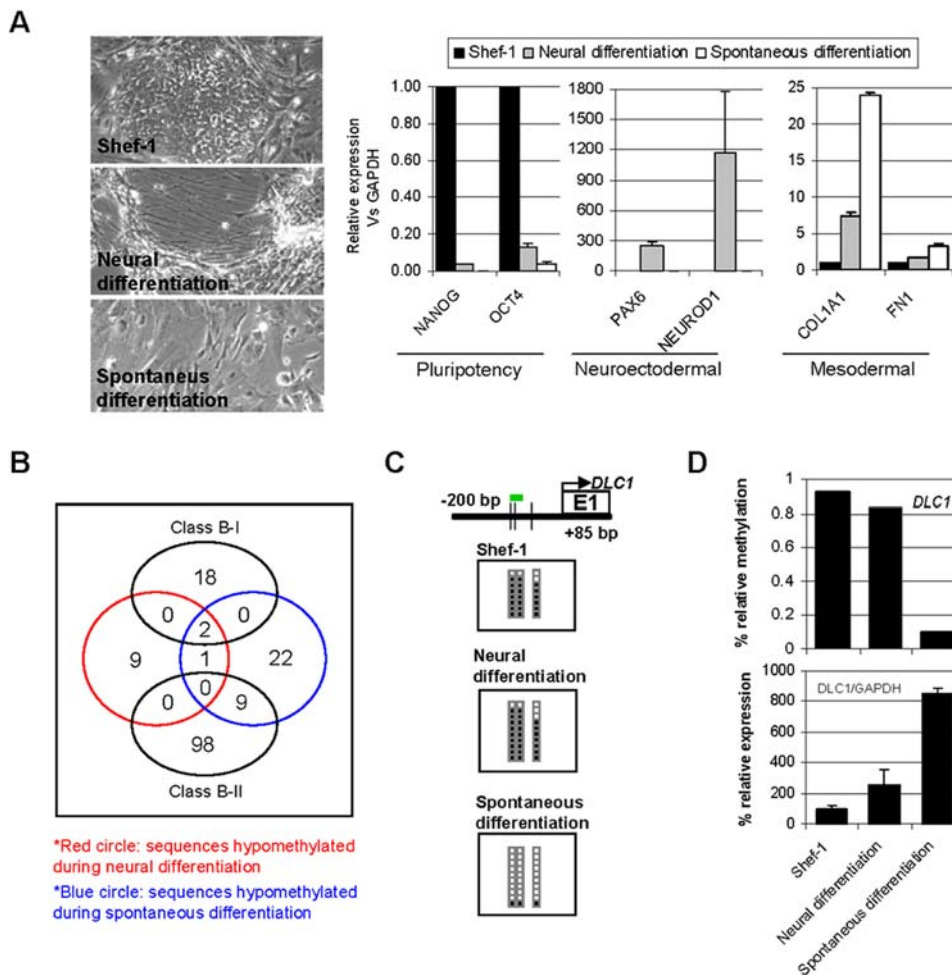 A
Shef-1
Neural
differentiation
Spontaneus
differentiation
Shef-1 Neural differentiation Spontaneous differentiation
Relative expression
Vs GAPDH
1.00
0.80
0.60
0.40
0.20
0.00
NANOG
OCT4
Pluripotency
1800
1500
1200
900
600
300
0
PAX6
NEUROD1
Neuroectodermal
25
20
15
10
5
0
COL1A1
FN1
Mesodermal
B
Class B-I
18
0
0
2
9
1
22
0
0
9
98
Class B-II
*Red circle: sequences hypomethylated
during neural differentiation
*Blue circle: sequences hypomethylated
during spontaneous differentiation
C
DLC1
-200 bp
E1
+85 bp
Shef-1
Neural
differentiation
Spontaneous
differentiation
D
% relative methylation
1
0.8
0.6
0.4
0.2
0
DLC1
% relative expression
1000
800
600
400
200
0
DLC1/GAPDH
Shef-1
Neural differentiation
Spontaneous differentiation